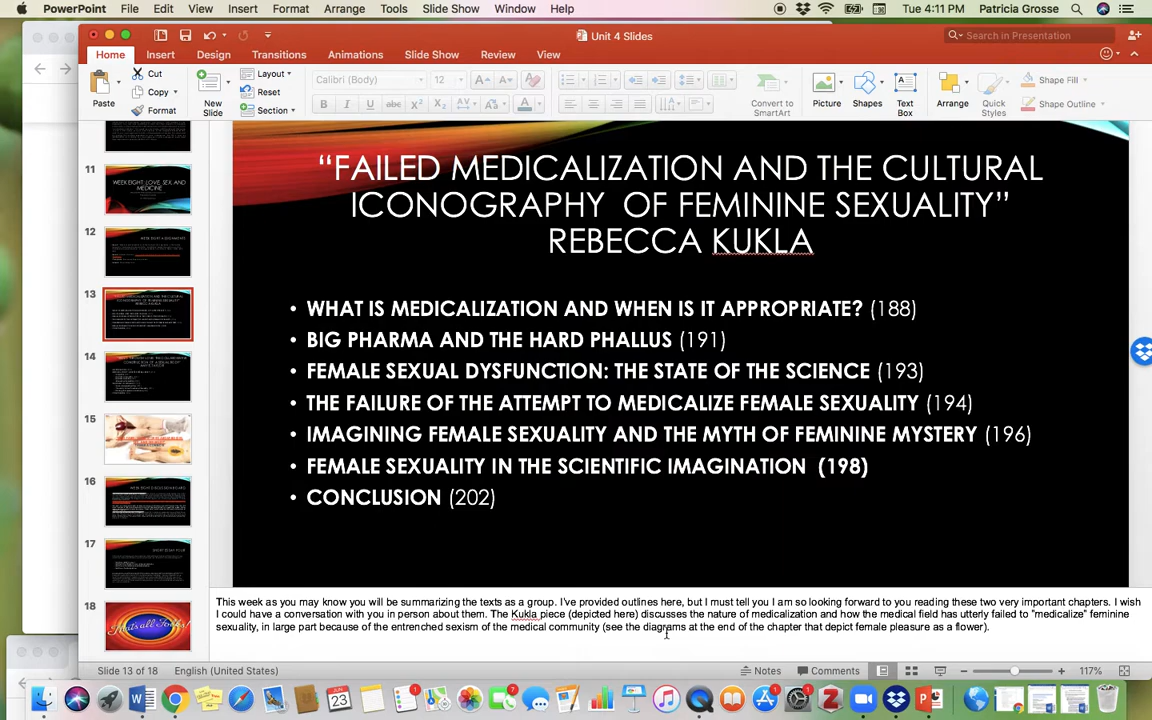 PowerPoint File Edit View Insert Format Arrange Tools Slide Show Window Help Tue 4:11 PM Patricia Grosse
Unit 4 Slides
Search in Presentation
Home Insert Design Transitions Animations Slide Show Review View
Paste
Cut
Copy
Format
New Slide
Layout
Reset
Section
Calibri (Body) 12
Convert to SmartArt
Picture
Shapes
Text Box
Arrange
Quick Styles
Shape Fill
Shape Outline
11
WEEK EIGHT: LOVE, SEX, AND MEDICINE
12
13
14
15
16
17
18
That's all Folks!
“FAILED MEDICALIZATION AND THE CULTURAL
ICONOGRAPHY OF FEMININE SEXUALITY”
REBECCA KUKLA
• WHAT IS MEDICALIZATION AND WHEN IS IT APPROPRIATE? (188)
• BIG PHARMA AND THE HARD PHALLUS (191)
• FEMALE SEXUAL DYSFUNCTION: THE STATE OF THE SCIENCE (193)
• THE FAILURE OF THE ATTEMPT TO MEDICALIZE FEMALE SEXUALITY (194)
• IMAGINING FEMALE SEXUALITY AND THE MYTH OF FEMININE MYSTERY (196)
• FEMALE SEXUALITY IN THE SCIENTIFIC IMAGINATION (198)
• CONCLUSION (202)
This week as you may know you will be summarizing the texts as a group. I've provided outlines here, but I must tell you I am so looking forward to you reading these two very important chapters. I wish
I could have a conversation with you in person about them. The Kukla piece (depicted here) discusses the nature of medicalization and how the medical field has utterly failed to "medicalize" feminine
sexuality, in large part because of the entrenched sexism of the medical community (see the diagrams at the end of the chapter that depict female pleasure as a flower).
Slide 13 of 18 English (United States) Notes Comments 117%